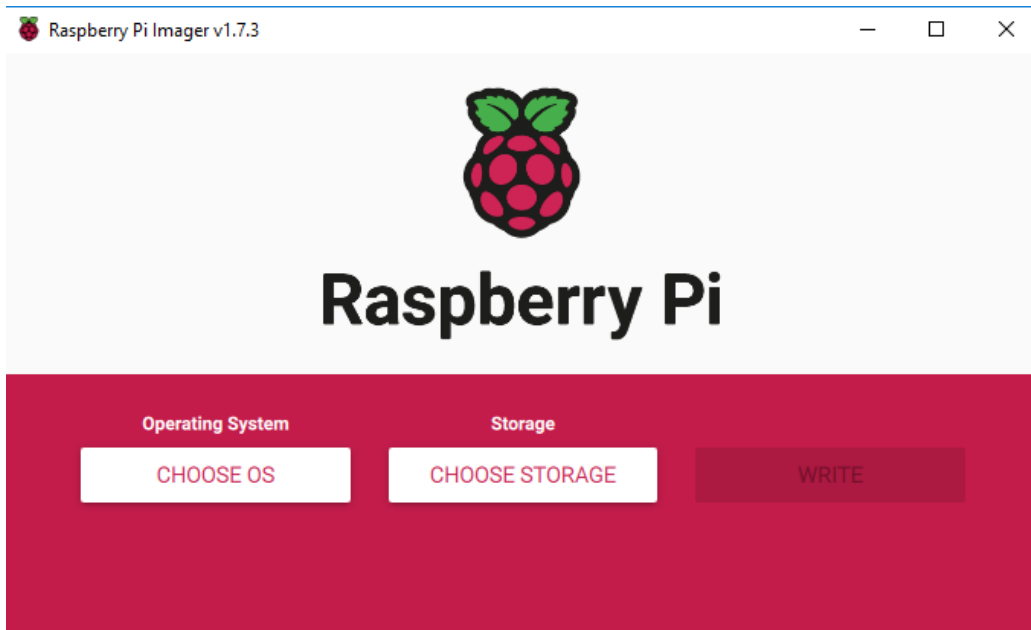 Raspberry Pi Imager v1.7.3
Raspberry Pi
Operating System
Storage
CHOOSE OS
CHOOSE STORAGE
WRITE